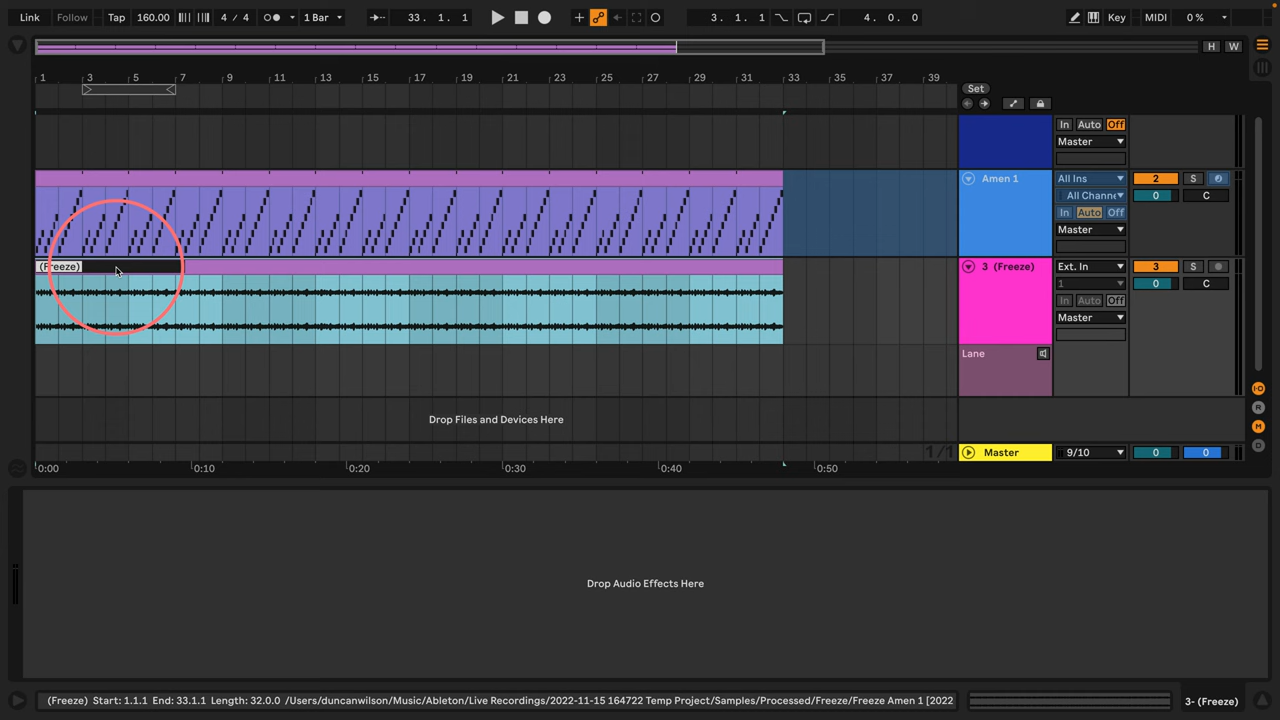 Link Follow Tap 160.00 4 / 4 1 Bar 33. 1. 1 3. 1. 1 4. 0. 0 Key MIDI 0 %
H W
1 3 5 7 9 11 13 15 17 19 21 23 25 27 29 31 33 35 37 39
Set
In Auto Off
Master
Amen 1 All Ins 2 S
All Channe 0 C
In Auto Off
Master
(Freeze) 3 (Freeze) Ext. In 3 S
1 0 C
In Auto Off
Master
Lane
Drop Files and Devices Here
1/1 Master 9/10 0 0
0:00 0:10 0:20 0:30 0:40 0:50
I·O
R
M
D
Drop Audio Effects Here
(Freeze) Start: 1.1.1 End: 33.1.1 Length: 32.0.0 /Users/duncanwilson/Music/Ableton/Live Recordings/2022-11-15 164722 Temp Project/Samples/Processed/Freeze/Freeze Amen 1 [2022
3- (Freeze)